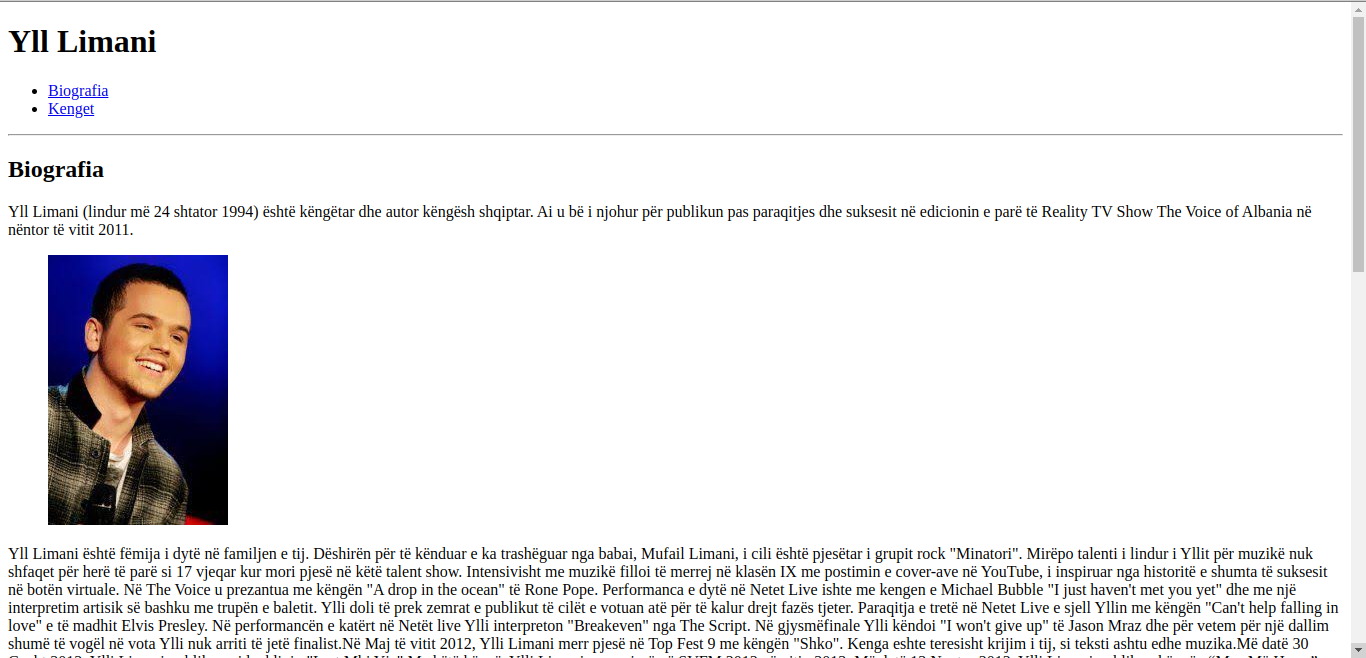 Yll Limani
Biografia
Kenget
Biografia
Yll Limani (lindur më 24 shtator 1994) është këngëtar dhe autor këngësh shqiptar. Ai u bë i njohur për publikun pas paraqitjes dhe suksesit në edicionin e parë të Reality TV Show The Voice of Albania në
nëntor të vitit 2011.
Yll Limani është fëmija i dytë në familjen e tij. Dëshirën për të kënduar e ka trashëguar nga babai, Mufail Limani, i cili është pjesëtar i grupit rock "Minatori". Mirëpo talenti i lindur i Yllit për muzikë nuk
shfaqet për herë të parë si 17 vjeqar kur mori pjesë në këtë talent show. Intensivisht me muzikë filloi të merrej në klasën IX me postimin e cover-ave në YouTube, i inspiruar nga historitë e shumta të suksesit
në botën virtuale. Në The Voice u prezantua me këngën "A drop in the ocean" të Rone Pope. Performanca e dytë në Netet Live ishte me kengen e Michael Bubble "I just haven't met you yet" dhe me një
interpretim artisik së bashku me trupën e baletit. Ylli doli të prek zemrat e publikut të cilët e votuan atë për të kaluar drejt fazës tjeter. Paraqitja e tretë në Netet Live e sjell Yllin me këngën "Can't help falling in
love" e të madhit Elvis Presley. Në performancën e katërt në Netët live Ylli interpreton "Breakeven" nga The Script. Në gjysmëfinale Ylli këndoi "I won't give up" të Jason Mraz dhe për vetem për një dallim
shumë të vogël në vota Ylli nuk arriti të jetë finalist.Në Maj të vitit 2012, Yll Limani merr pjesë në Top Fest 9 me këngën "Shko". Kenga eshte teresisht krijim i tij, si teksti ashtu edhe muzika.Më datë 30